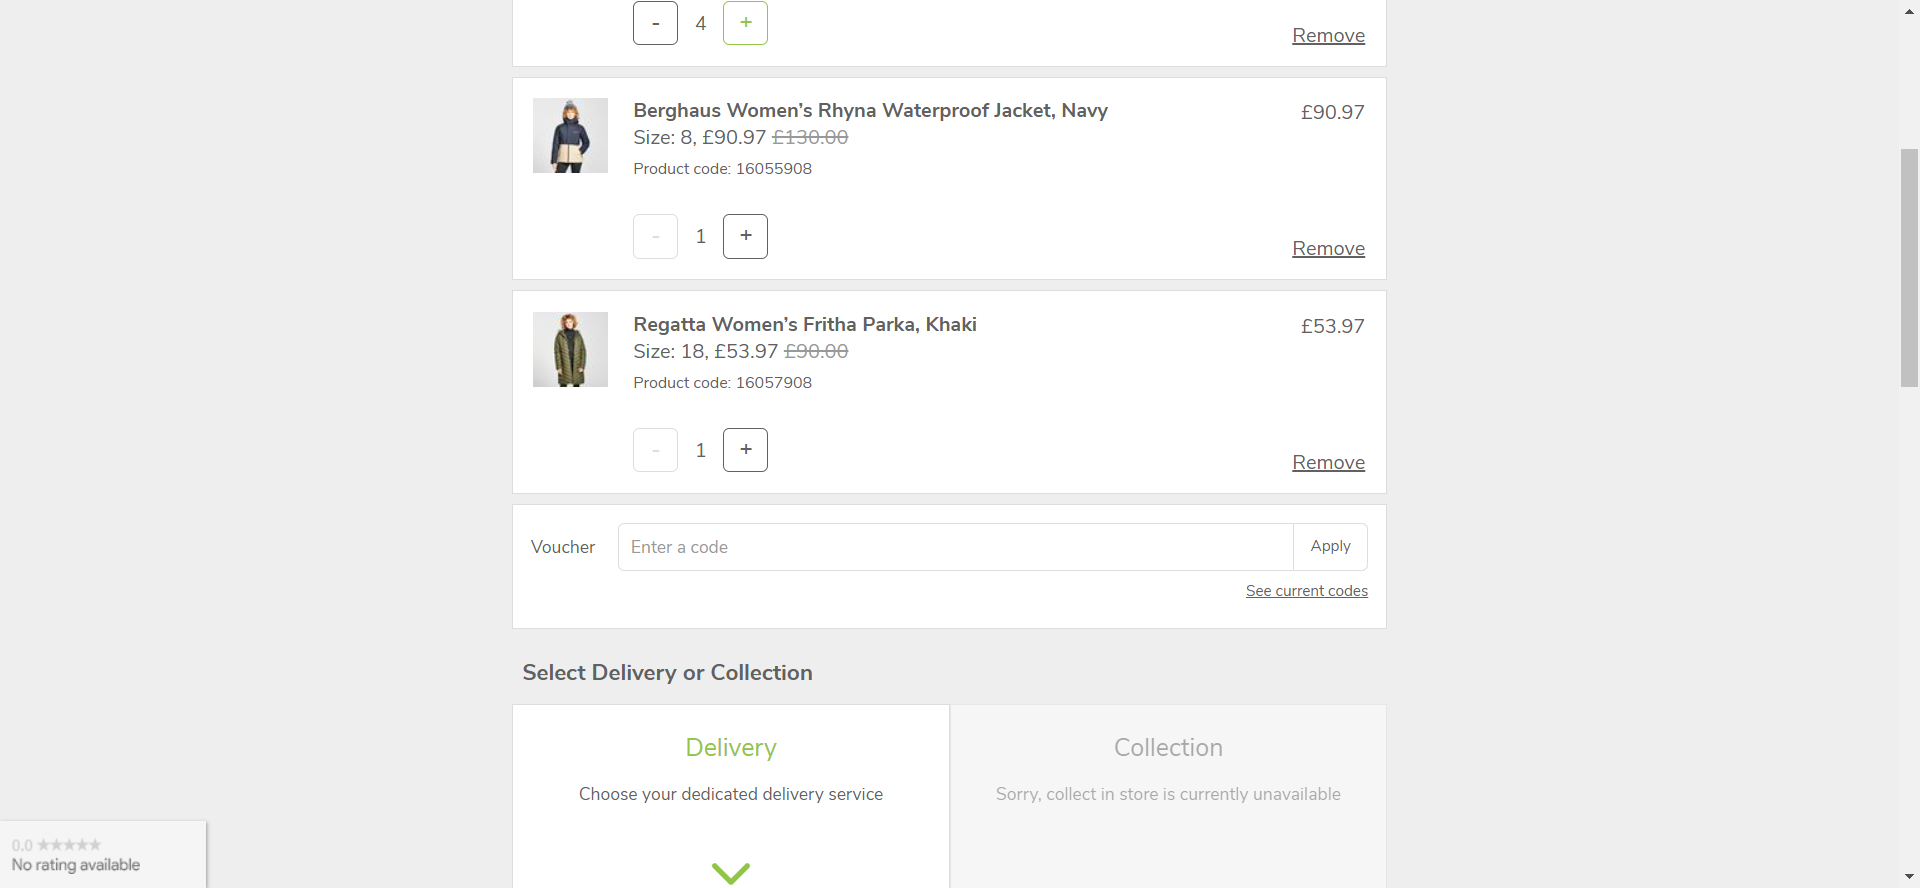 - 4 +
Remove
Berghaus Women’s Rhyna Waterproof Jacket, Navy
£90.97
Size: 8, £90.97 £130.00
Product code: 16055908
- 1 +
Remove
Regatta Women’s Fritha Parka, Khaki
£53.97
Size: 18, £53.97 £90.00
Product code: 16057908
- 1 +
Remove
Voucher
Enter a code
Apply
See current codes
Select Delivery or Collection
Delivery
Choose your dedicated delivery service
Collection
Sorry, collect in store is currently unavailable
0.0 ★★★★★
No rating available